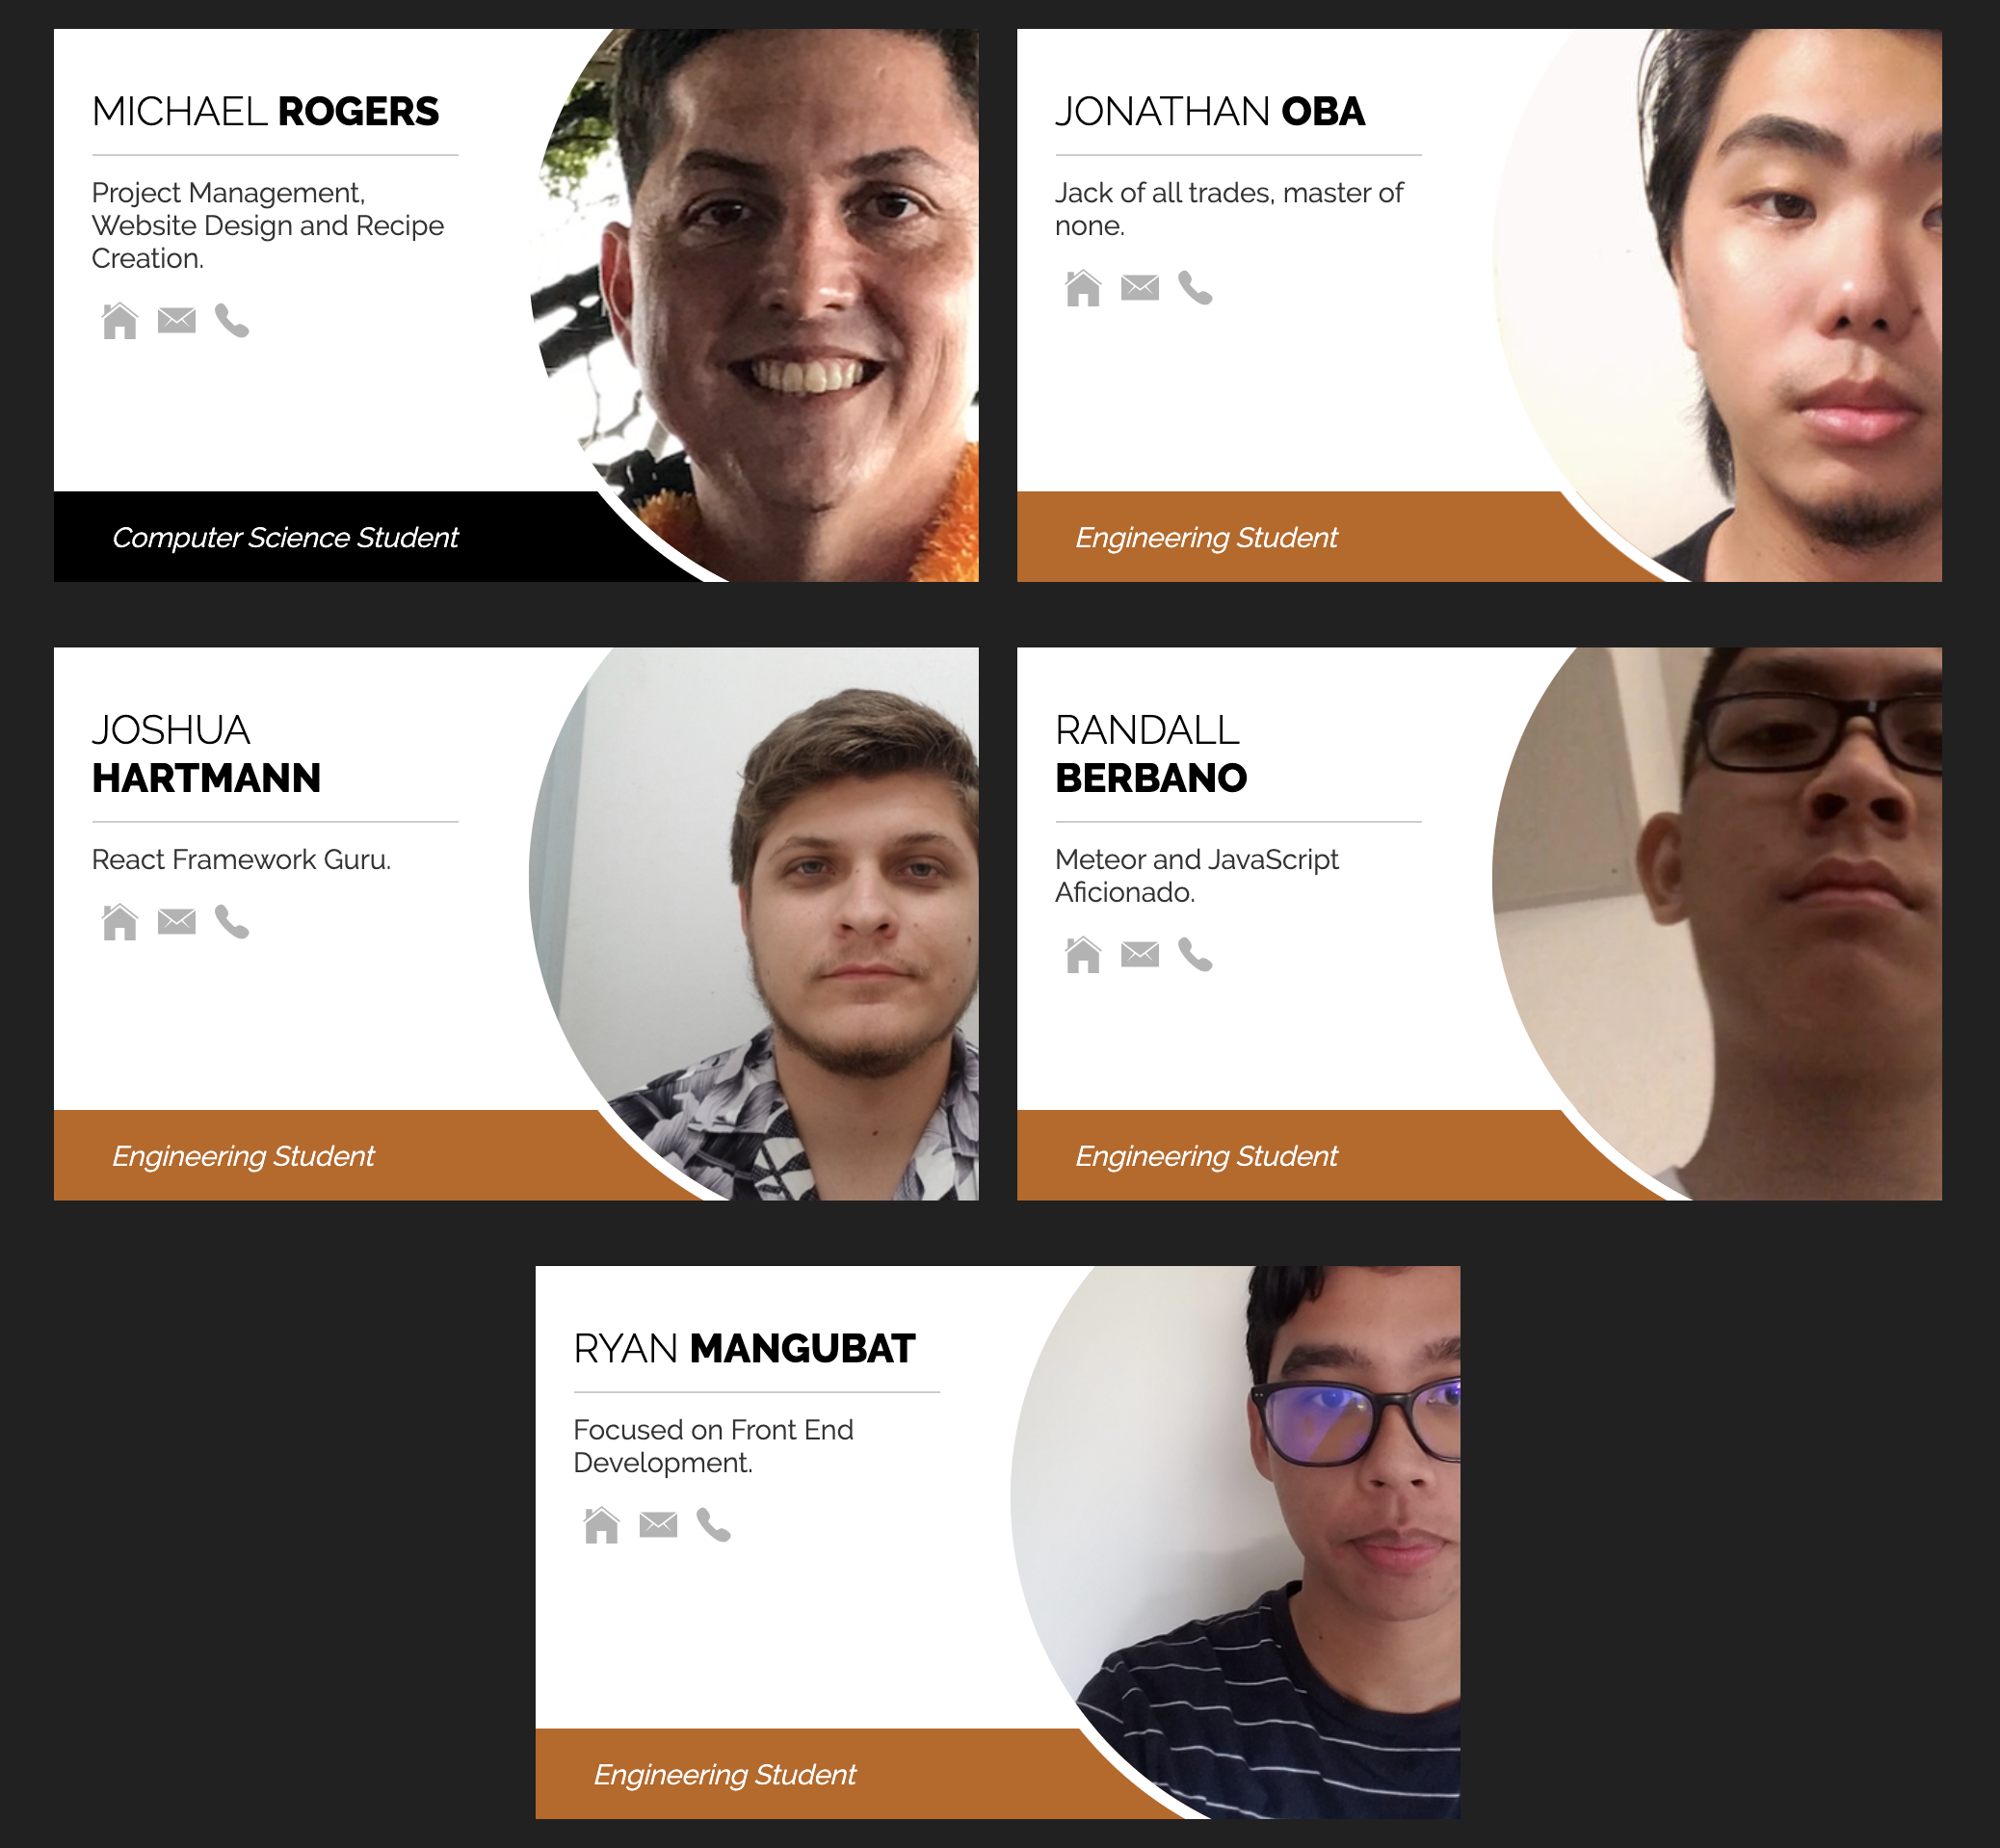 MICHAEL ROGERS
Project Management,
Website Design and Recipe
Creation.
Computer Science Student
JONATHAN OBA
Jack of all trades, master of
none.
Engineering Student
JOSHUA
HARTMANN
React Framework Guru.
Engineering Student
RANDALL
BERBANO
Meteor and JavaScript
Aficionado.
Engineering Student
RYAN MANGUBAT
Focused on Front End
Development.
Engineering Student